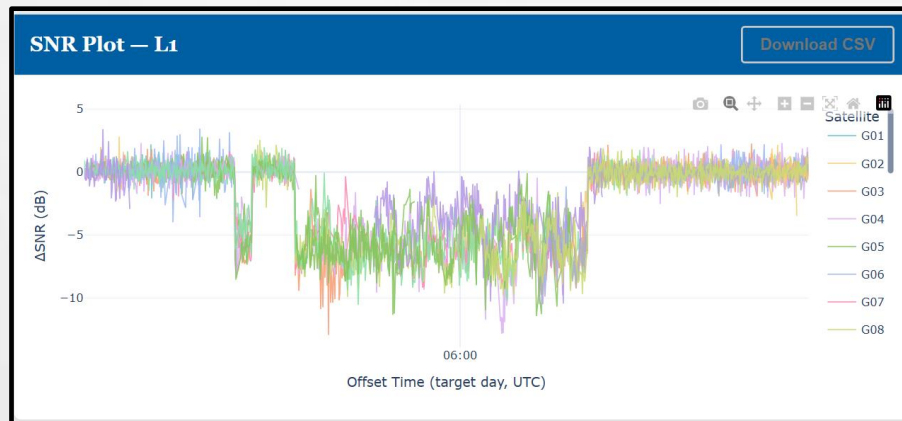 SNR Plot — L1
Download CSV
5
0
−5
−10
ΔSNR (dB)
06:00
Offset Time (target day, UTC)
Satellite
G01
G02
G03
G04
G05
G06
G07
G08